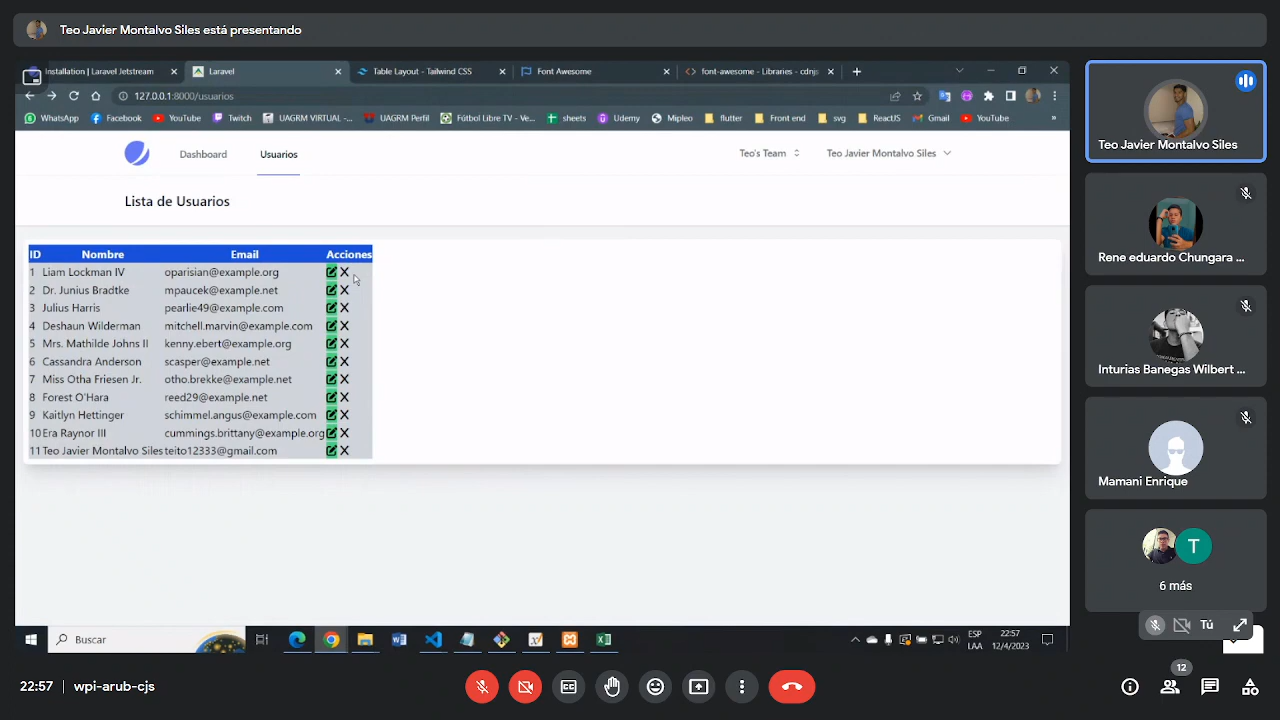 Teo Javier Montalvo Siles está presentando
Installation | Laravel Jetstream
Laravel
Table Layout - Tailwind CSS
Font Awesome
font-awesome - Libraries - cdnjs
127.0.0.1:8000/usuarios
WhatsApp Facebook YouTube Twitch UAGRM VIRTUAL -... UAGRM Perfil Fútbol Libre TV - Ve... sheets Udemy Mipleo flutter Front end svg ReactJS Gmail YouTube »
Dashboard Usuarios Teo's Team Teo Javier Montalvo Siles
Lista de Usuarios
ID Nombre Email Acciones
1 Liam Lockman IV oparisian@example.org X
2 Dr. Junius Bradtke mpaucek@example.net X
3 Julius Harris pearlie49@example.com X
4 Deshaun Wilderman mitchell.marvin@example.com X
5 Mrs. Mathilde Johns II kenny.ebert@example.org X
6 Cassandra Anderson scasper@example.net X
7 Miss Otha Friesen Jr. otho.brekke@example.net X
8 Forest O'Hara reed29@example.net X
9 Kaitlyn Hettinger schimmel.angus@example.com X
10 Era Raynor III cummings.brittany@example.org X
11 Teo Javier Montalvo Siles teito12333@gmail.com X
Buscar
ESP
LAA
22:57
12/4/2023
Teo Javier Montalvo Siles
Rene eduardo Chungara ...
Inturias Banegas Wilbert ...
Mamani Enrique
T
6 más
Tú
22:57 | wpi-arub-cjs
12